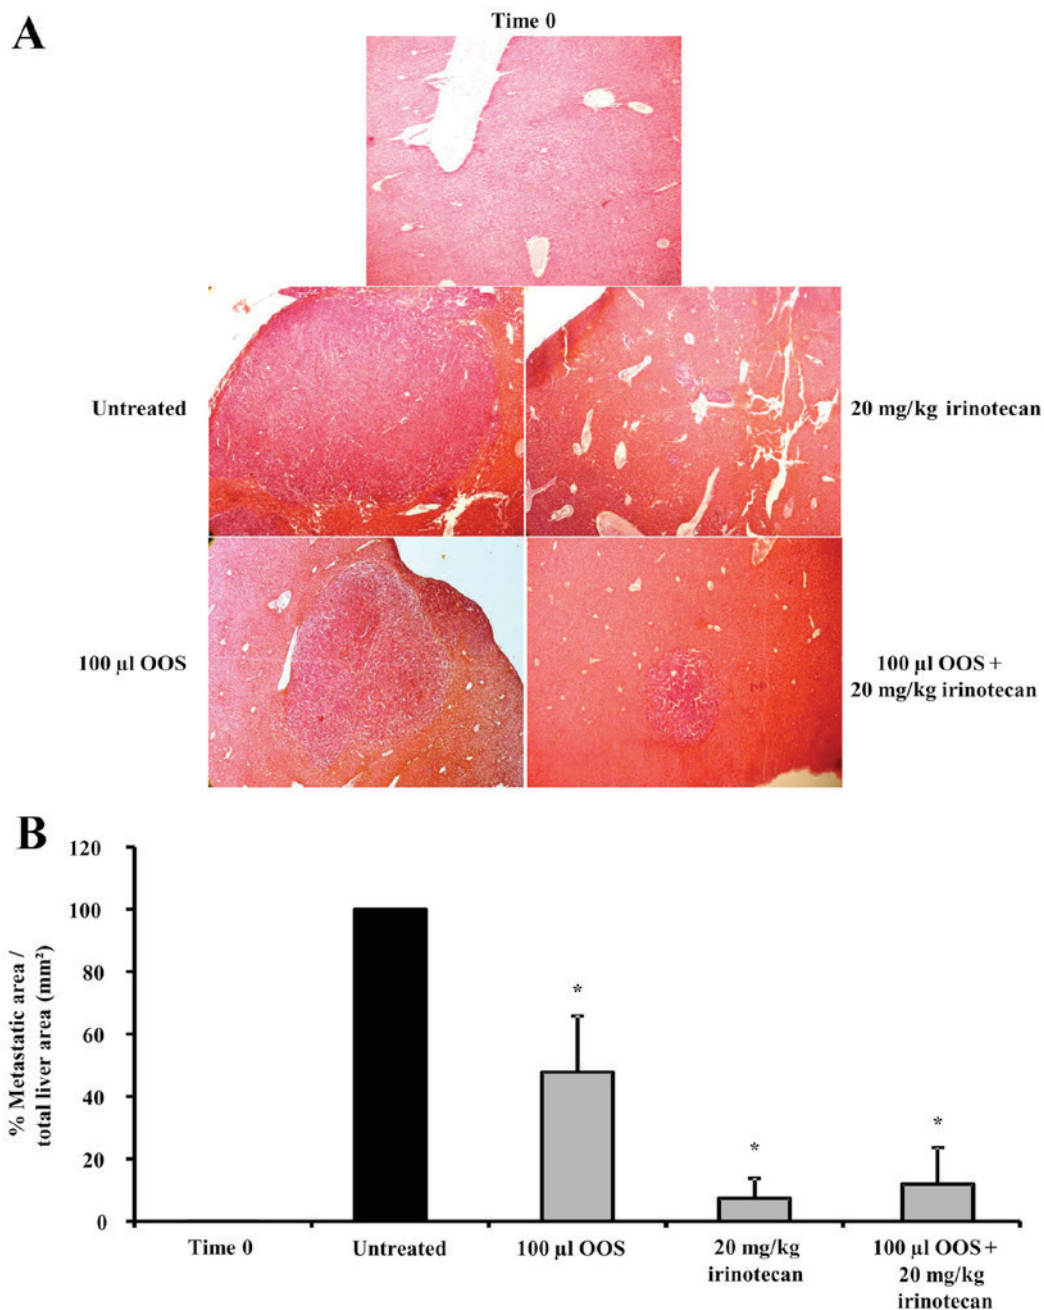 A
Time 0
Untreated
20 mg/kg irinotecan
100 µl OOS
100 µl OOS +
20 mg/kg irinotecan
B
% Metastatic area /
total liver area (mm²)
120
100
80
60
40
20
0
*
*
*
Time 0
Untreated
100 µl OOS
20 mg/kg
irinotecan
100 µl OOS +
20 mg/kg
irinotecan